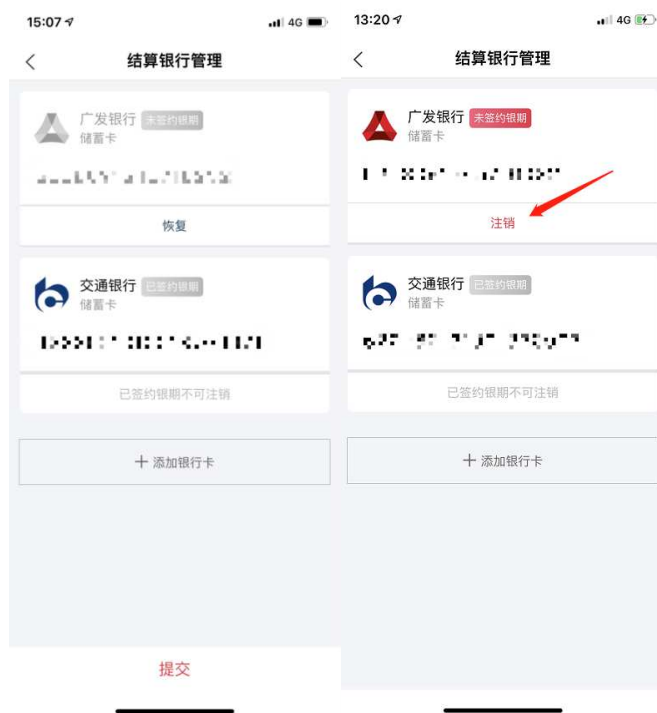 15:07
4G
结算银行管理
广发银行 未签约银期
储蓄卡
恢复
交通银行 已签约银期
储蓄卡
已签约银期不可注销
+ 添加银行卡
提交
13:20
4G
结算银行管理
广发银行 未签约银期
储蓄卡
注销
交通银行 已签约银期
储蓄卡
已签约银期不可注销
+ 添加银行卡